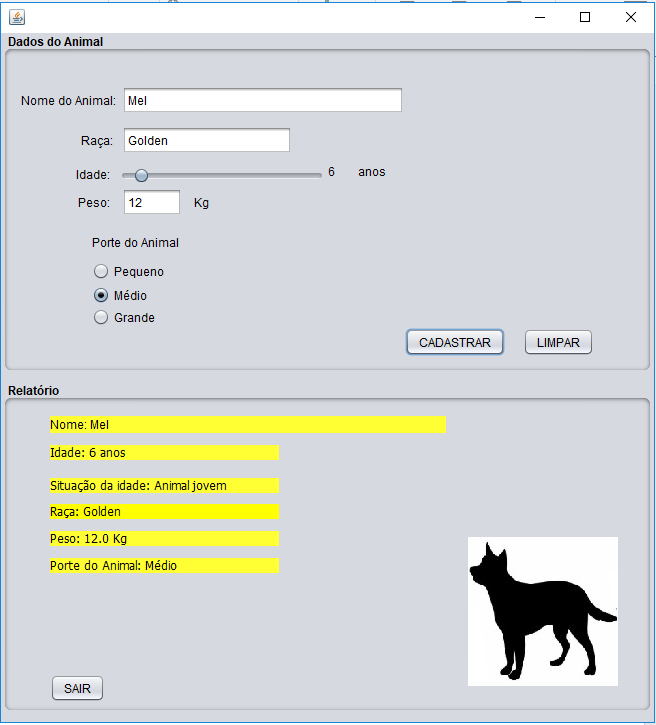 Dados do Animal
Nome do Animal: Mel
Raça: Golden
Idade: 6 anos
Peso: 12 Kg
Porte do Animal
Pequeno
Médio
Grande
CADASTRAR LIMPAR
Relatório
Nome: Mel
Idade: 6 anos
Situação da idade: Animal jovem
Raça: Golden
Peso: 12.0 Kg
Porte do Animal: Médio
SAIR